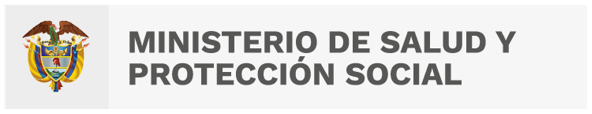 MINISTERIO DE SALUD Y
PROTECCIÓN SOCIAL